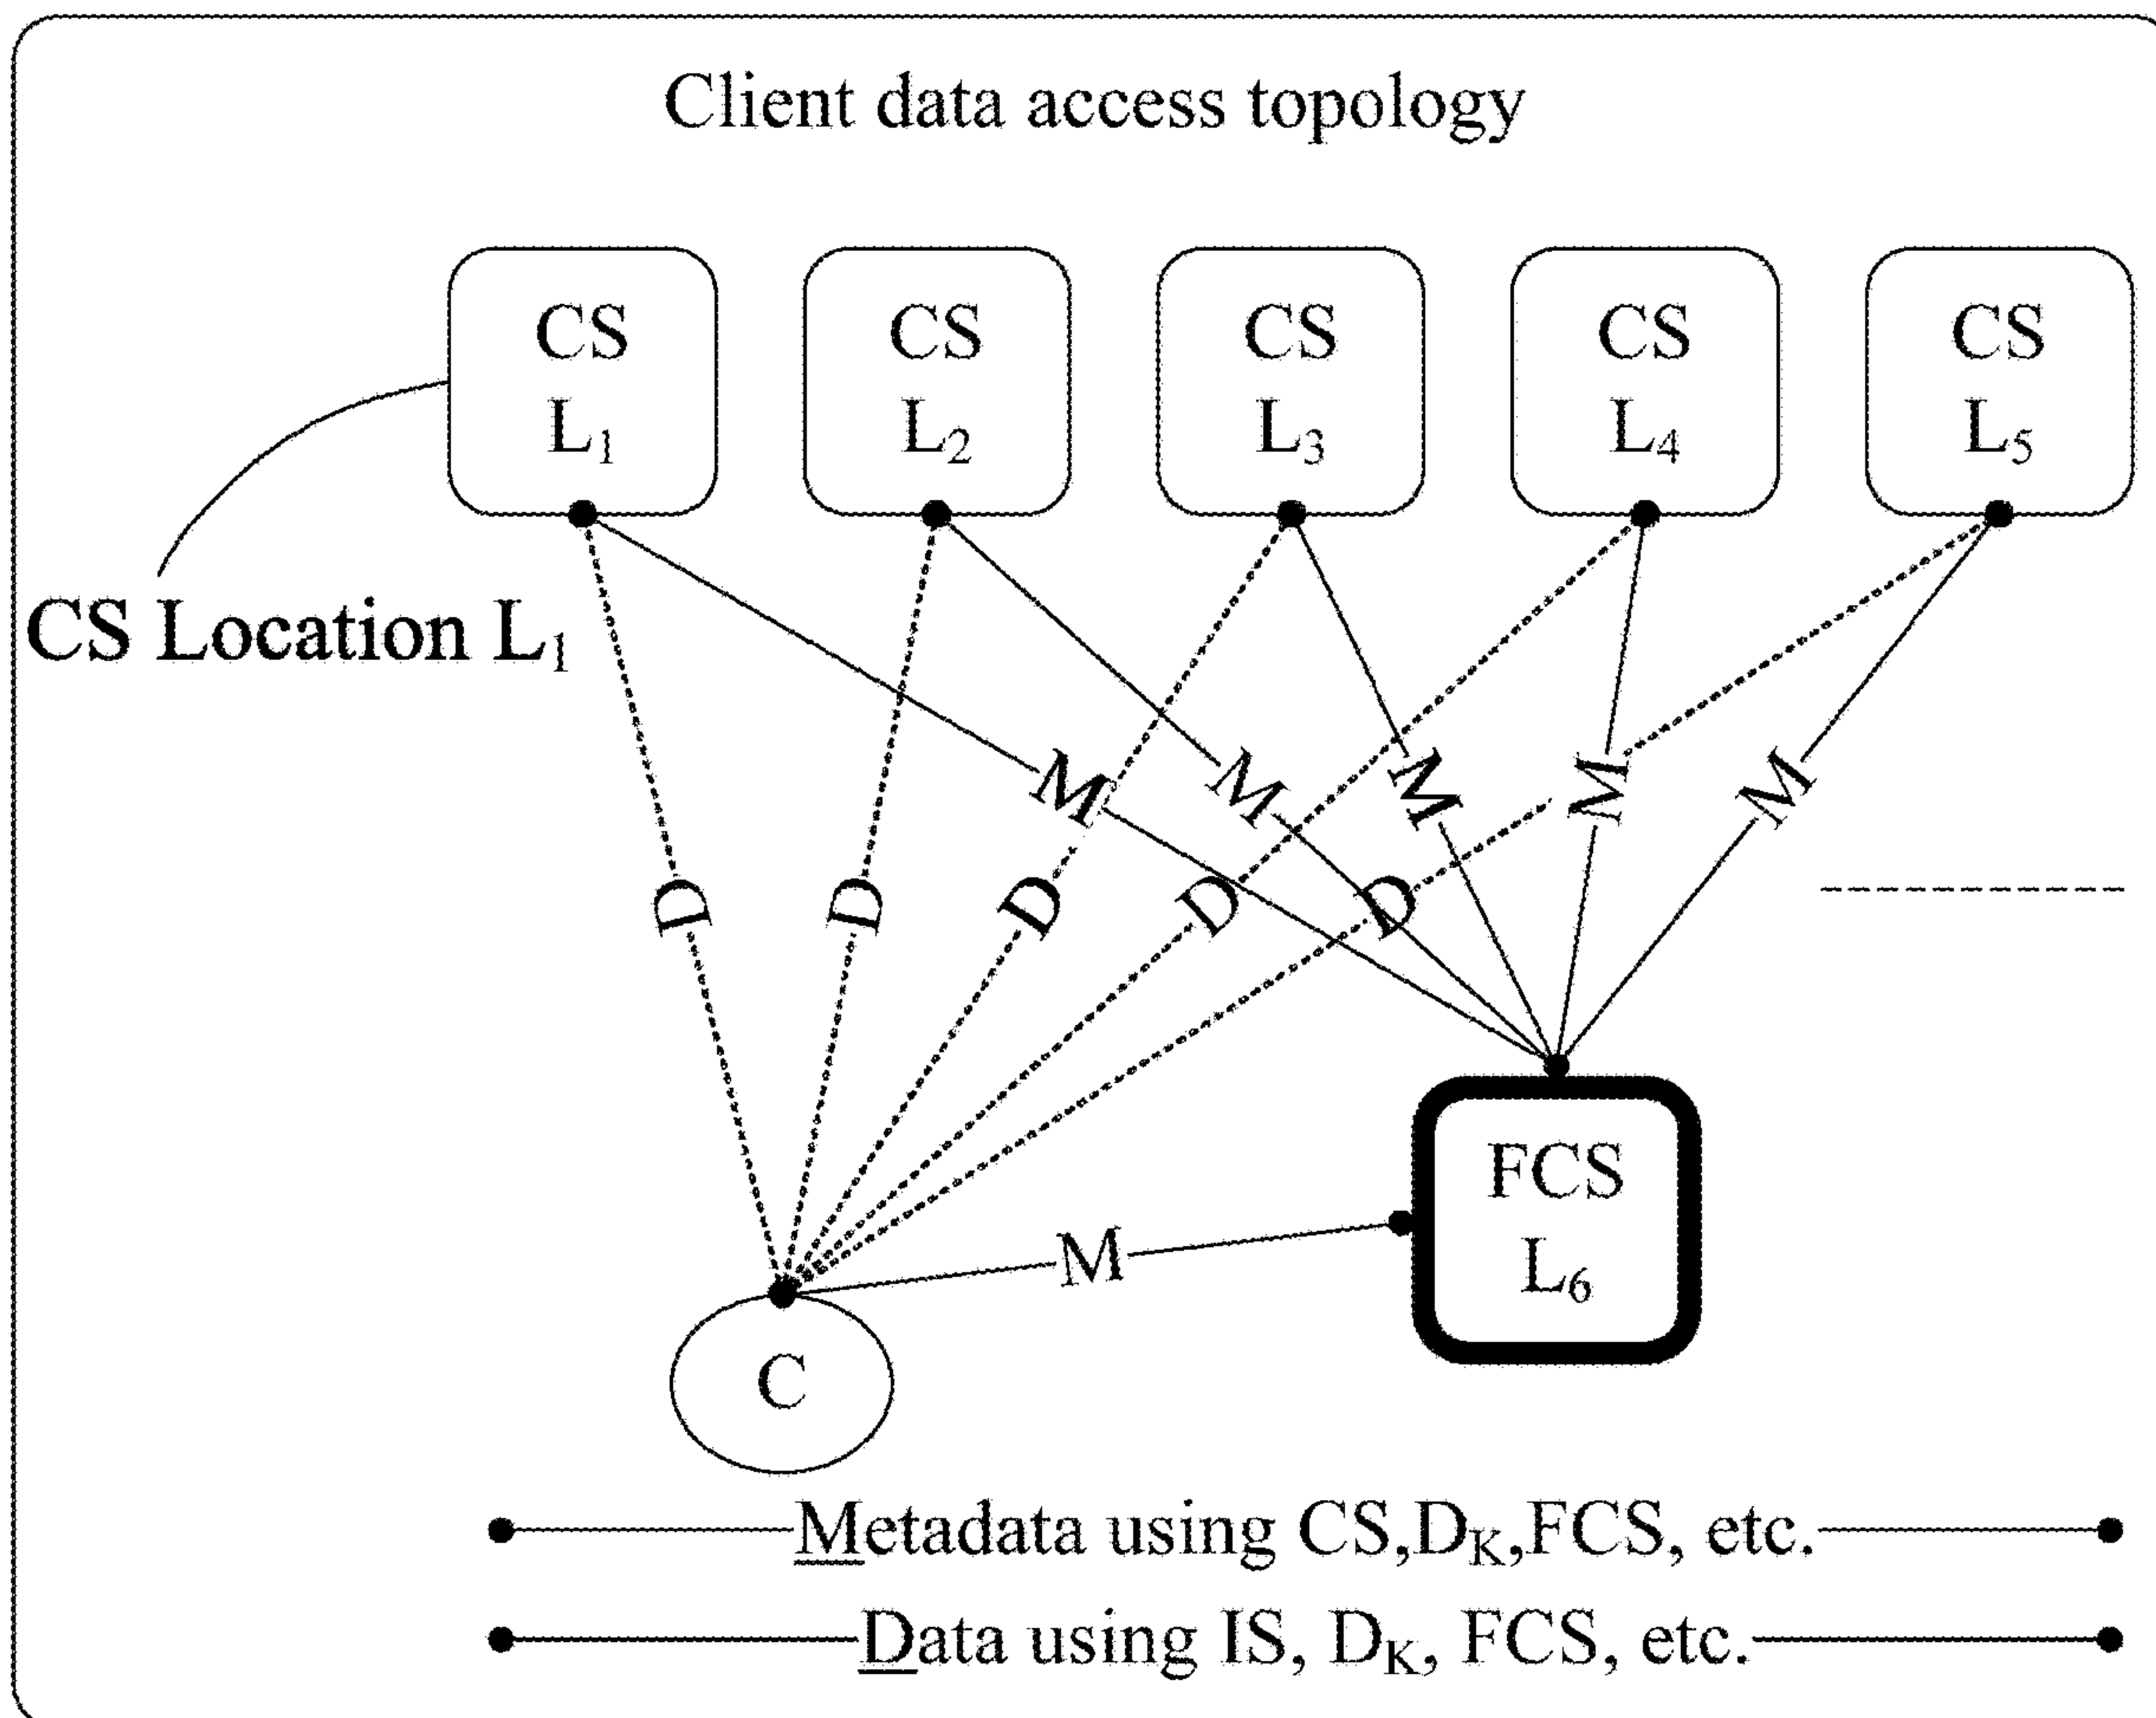 Client data access topology
CS CS CS CS CS
L₁ L₂ L₃ L₄ L₅
CS Location L₁
M M M M M
D D D D D
FCS
L₆
M
C
Metadata using CS,Dₖ,FCS, etc.
Data using IS, Dₖ, FCS, etc.